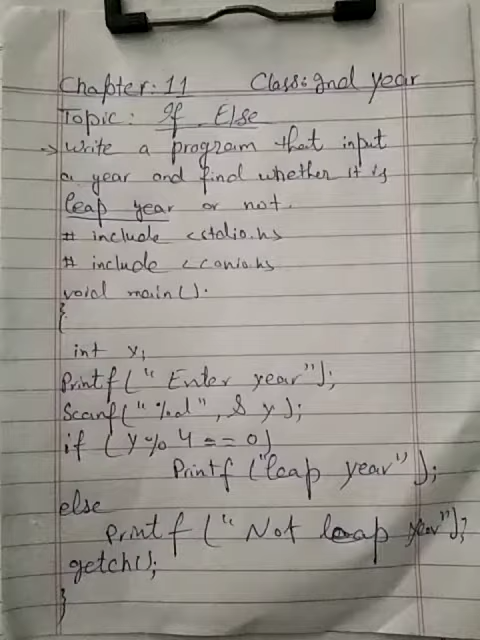 Chapter: 11 Class: 2nd year
Topic: If Else
→ Write a program that input
a year and find whether it is
leap year or not.
# include <stdio.h>
# include <conio.h>
void main().
{
int y;
Printf(" Enter year");
Scanf("%d", & y);
if (y % 4 == 0)
Printf ("leap year");
else
printf (" Not leap year");
getch();
}